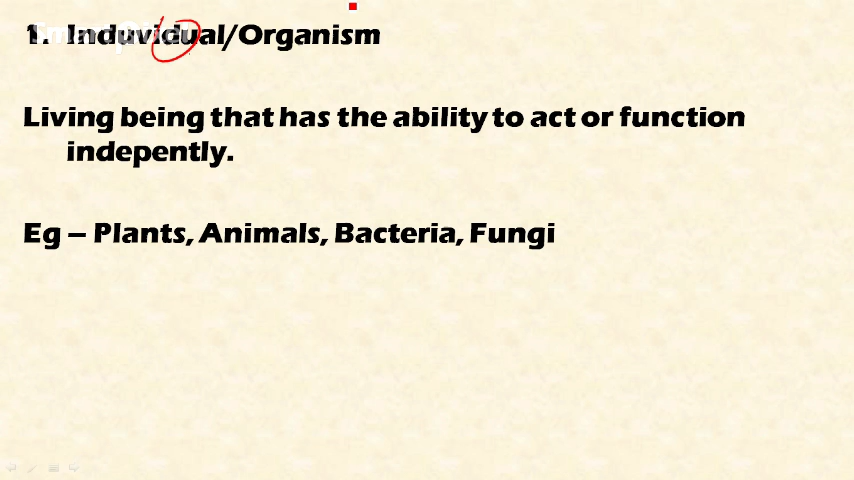 1. Induvidual/Organism
Living being that has the ability to act or function
indepently.
Eg – Plants, Animals, Bacteria, Fungi